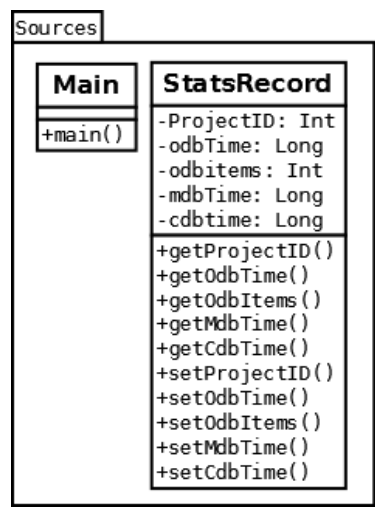 Sources
Main
+main()
StatsRecord
-ProjectID: Int
-odbTime: Long
-odbitems: Int
-mdbTime: Long
-cdbtime: Long
+getProjectID()
+getOdbTime()
+getOdbItems()
+getMdbTime()
+getCdbTime()
+setProjectID()
+setOdbTime()
+setOdbItems()
+setMdbTime()
+setCdbTime()